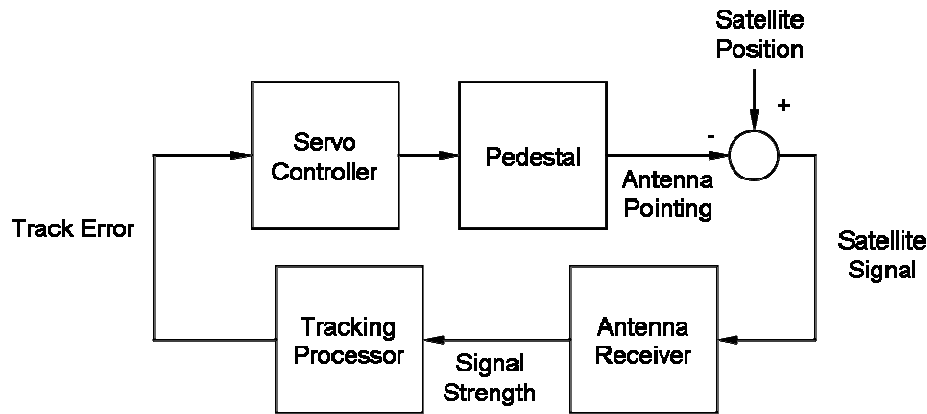 Satellite
Position
+
-
Servo
Controller
Pedestal
Antenna
Pointing
Track Error
Satellite
Signal
Tracking
Processor
Signal
Strength
Antenna
Receiver